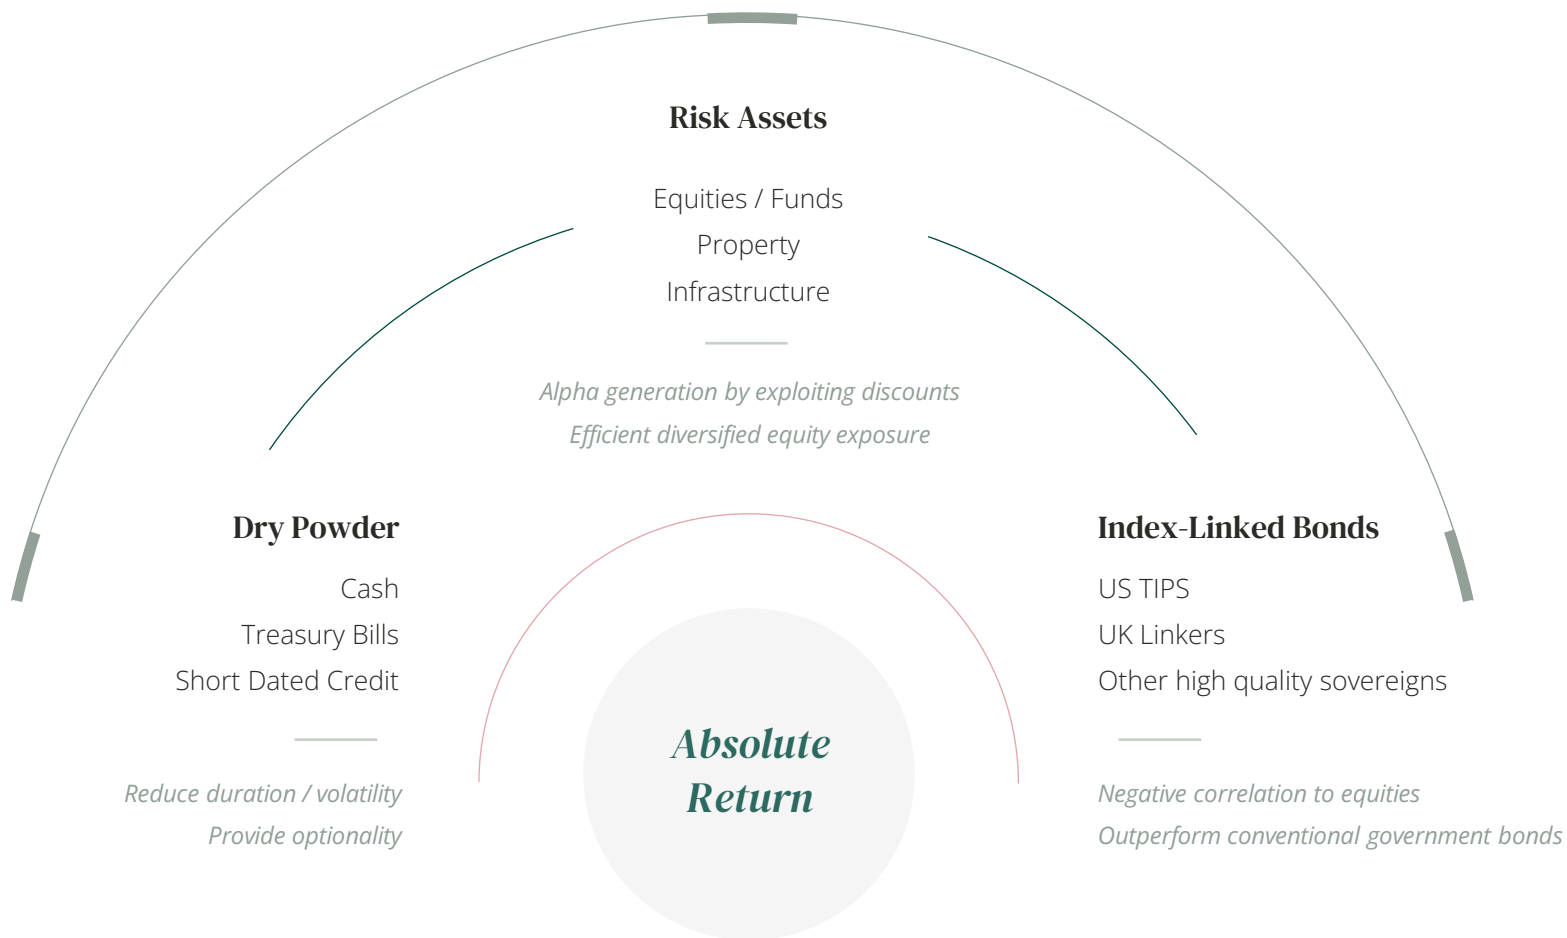 Risk Assets
Equities / Funds
Property
Infrastructure
Alpha generation by exploiting discounts
Efficient diversified equity exposure
Dry Powder
Cash
Treasury Bills
Short Dated Credit
Reduce duration / volatility
Provide optionality
Absolute
Return
Index-Linked Bonds
US TIPS
UK Linkers
Other high quality sovereigns
Negative correlation to equities
Outperform conventional government bonds